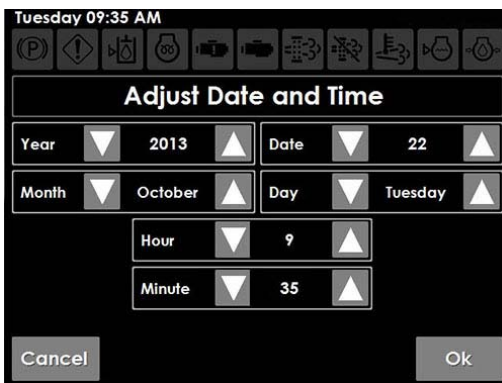 Tuesday 09:35 AM
(P)
Adjust Date and Time
Year 2013 Date 22
Month October Day Tuesday
Hour 9
Minute 35
Cancel Ok